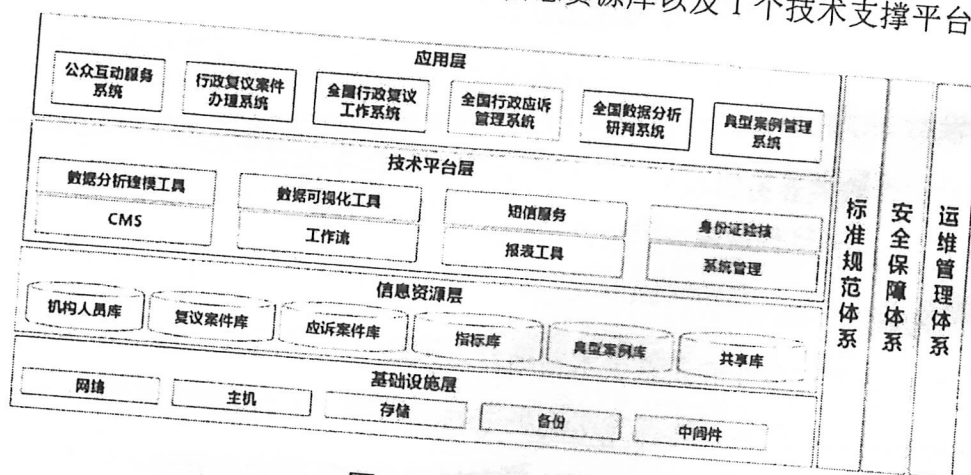 源库以及1个技术支撑平台
应用层
公众互动服务
系统
行政复议案件
办理系统
全国行政复议
工作系统
全国行政应诉
管理系统
全国数据分析
研判系统
典型案例管理
系统
技术平台层
数据分析建模工具
数据可视化工具
短信服务
身份证验核
CMS
工作流
报表工具
系统管理
信息资源层
机构人员库
复议案件库
应诉案件库
指标库
典型案例库
共享库
基础设施层
网络
主机
存储
备份
中间件
标准规范体系
安全保障体系
运维管理体系